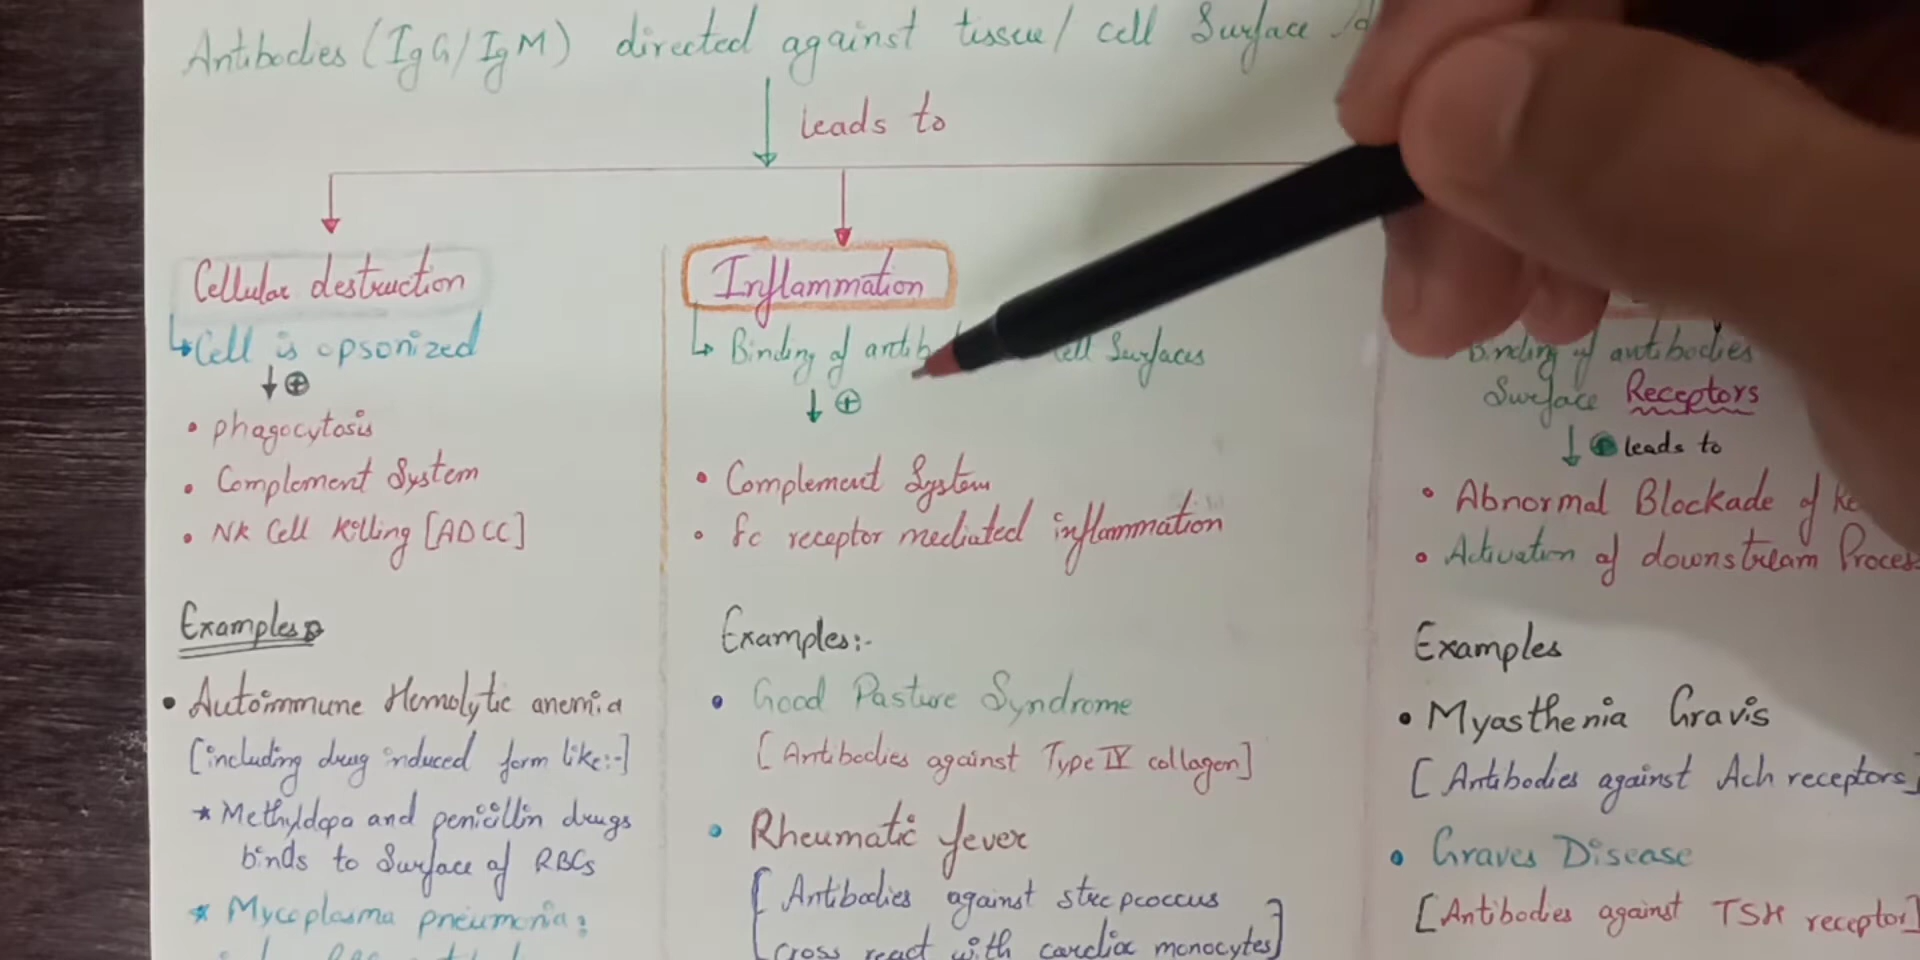 Antibodies (IgG/IgM) directed against tissue/ cell Surface
leads to
Cellular destruction
Cell is opsonized
⊕
• phagocytosis
• Complement System
• NK Cell Killing [ADCC]
Examples
• Autoimmune Hemolytic anemia
[including drug induced form like:-]
* Methyldopa and penicillin drugs
binds to Surface of RBCs
* Mycoplasma pneumonia:
Inflammation
Binding of cell Surfaces
⊕
• Complement System
• fc receptor mediated inflammation
Examples:-
• Good Pasture Syndrome
[Antibodies against Type IV collagen]
• Rheumatic fever
[Antibodies against strepcoccus
cross react with cardiac monocytes]
Binding of antibodies
Surface Receptors
leads to
• Abnormal Blockade of
• Activation of downstream Process
Examples
• Myasthenia Gravis
[Antibodies against Ach receptors]
• Graves Disease
[Antibodies against TSH receptor]